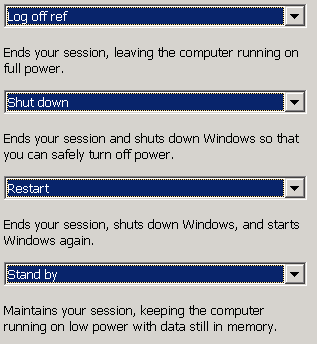 Log off ref
Ends your session, leaving the computer running on
full power.
Shut down
Ends your session and shuts down Windows so that
you can safely turn off power.
Restart
Ends your session, shuts down Windows, and starts
Windows again.
Stand by
Maintains your session, keeping the computer
running on low power with data still in memory.